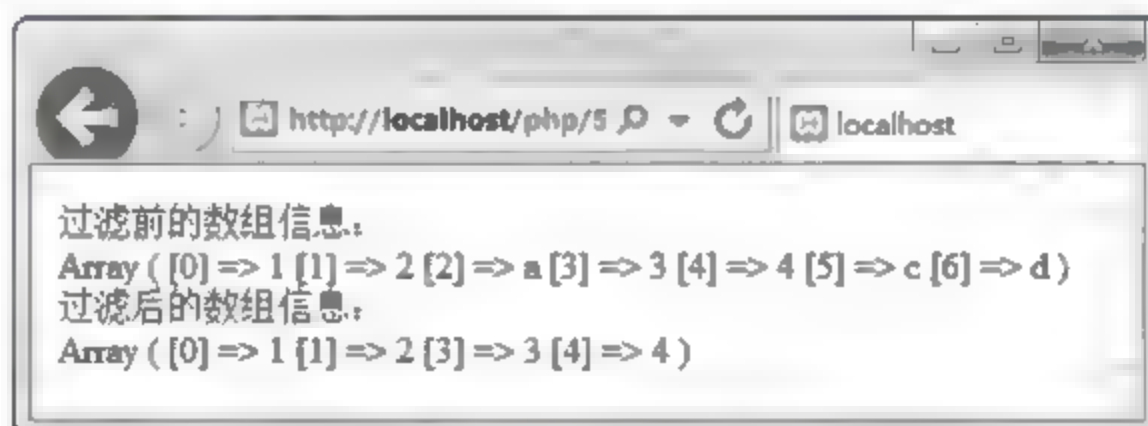 http://localhost/php/5
localhost
过滤前的数组信息：
Array ( [0] => 1 [1] => 2 [2] => a [3] => 3 [4] => 4 [5] => c [6] => d )
过滤后的数组信息：
Array ( [0] => 1 [1] => 2 [3] => 3 [4] => 4 )